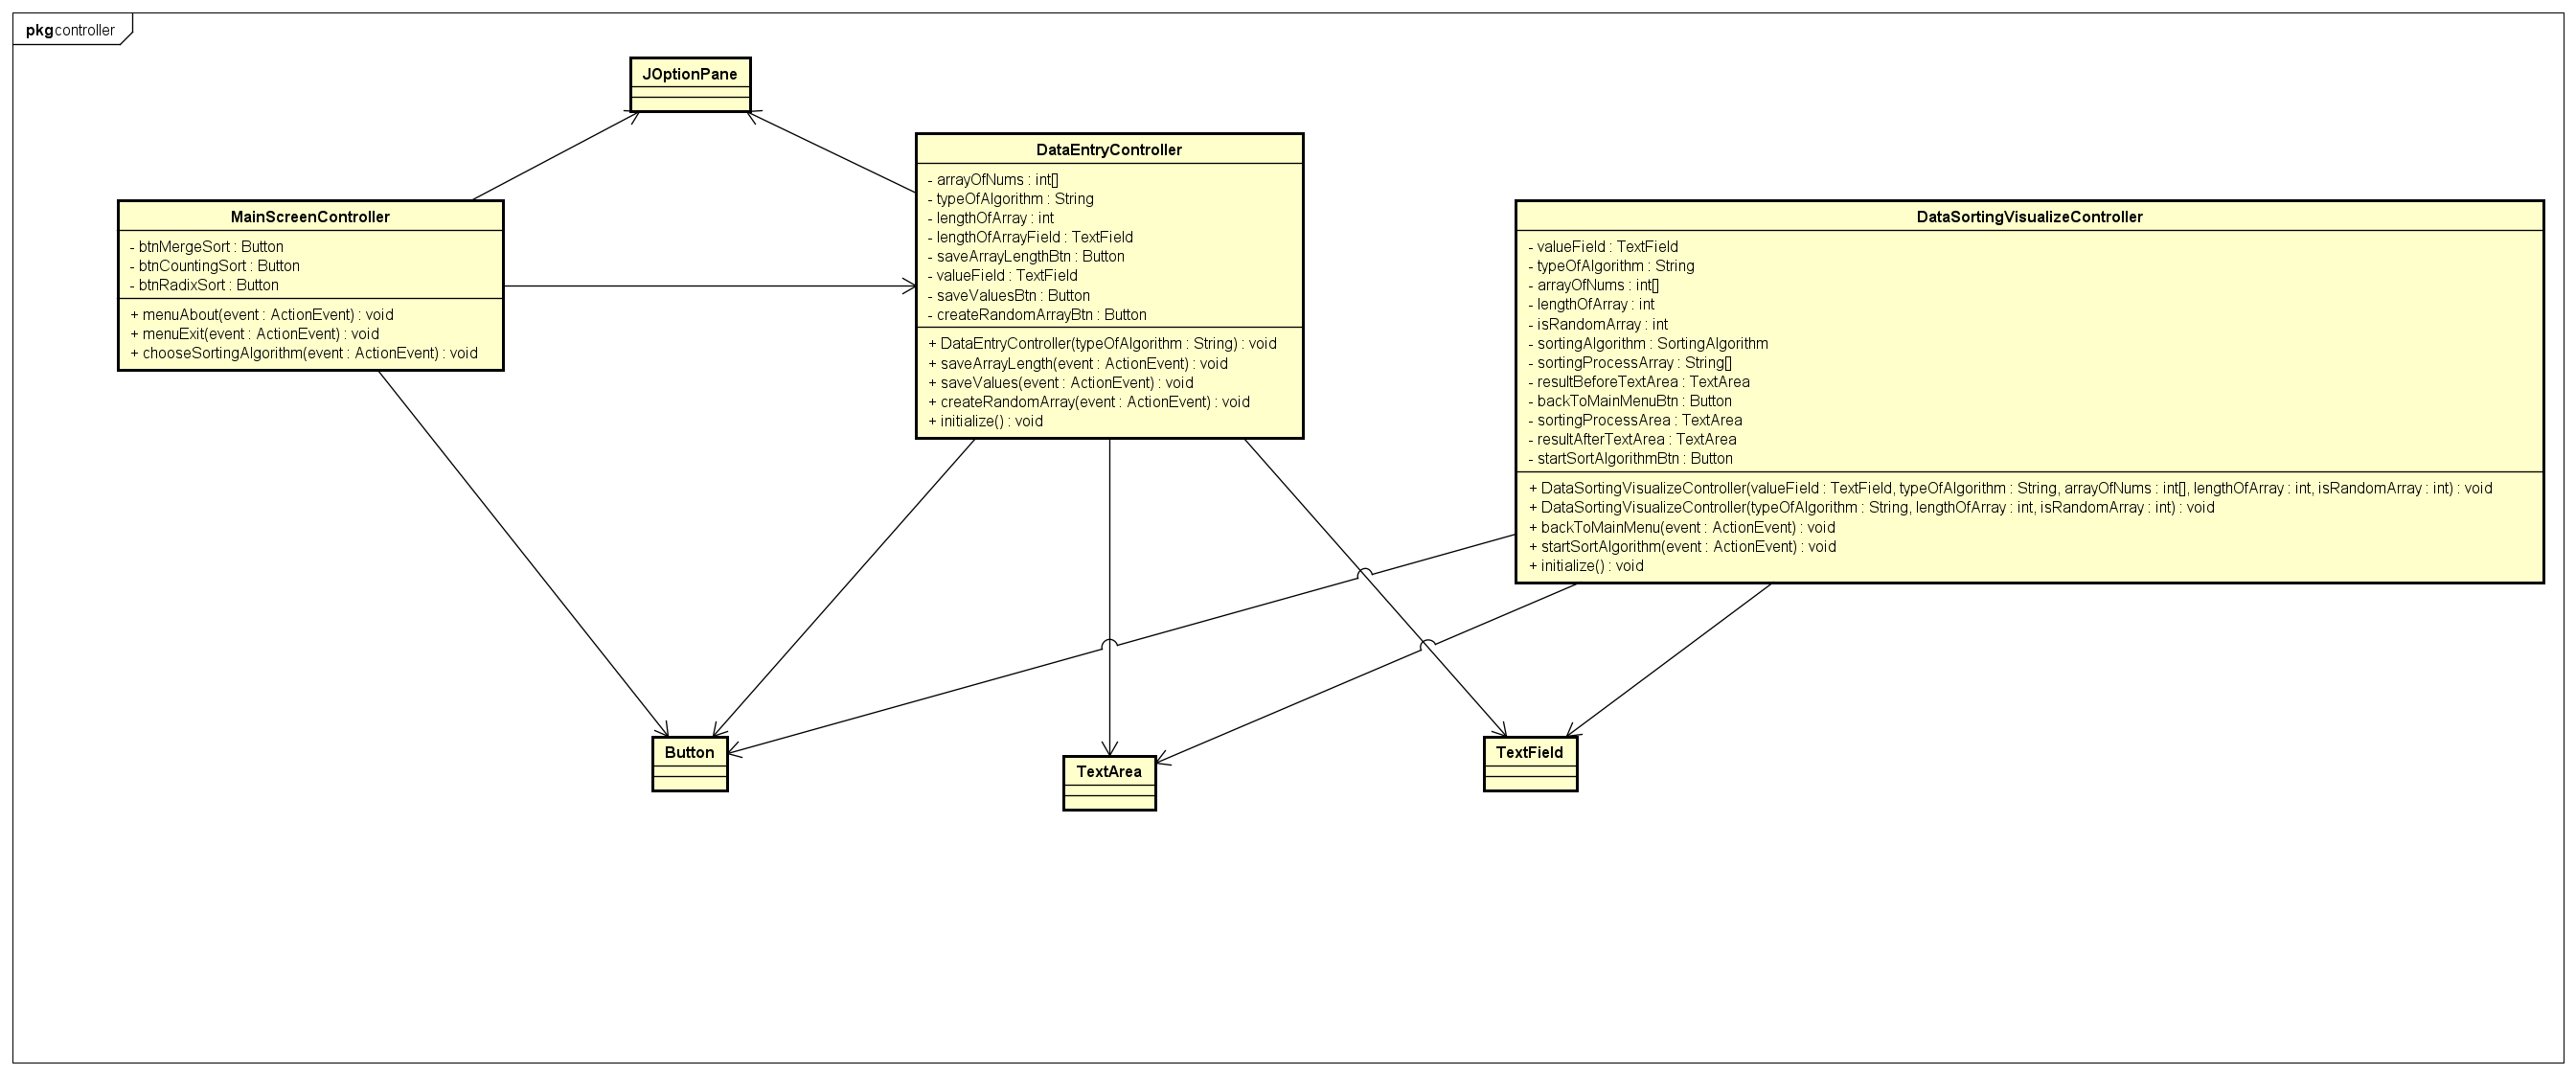 pkg controller
JOptionPane
MainScreenController
- btnMergeSort : Button
- btnCountingSort : Button
- btnRadixSort : Button
+ menuAbout(event : ActionEvent) : void
+ menuExit(event : ActionEvent) : void
+ chooseSortingAlgorithm(event : ActionEvent) : void
DataEntryController
- arrayOfNums : int[]
- typeOfAlgorithm : String
- lengthOfArray : int
- lengthOfArrayField : TextField
- saveArrayLengthBtn : Button
- valueField : TextField
- saveValuesBtn : Button
- createRandomArrayBtn : Button
+ DataEntryController(typeOfAlgorithm : String) : void
+ saveArrayLength(event : ActionEvent) : void
+ saveValues(event : ActionEvent) : void
+ createRandomArray(event : ActionEvent) : void
+ initialize() : void
DataSortingVisualizeController
- valueField : TextField
- typeOfAlgorithm : String
- arrayOfNums : int[]
- lengthOfArray : int
- isRandomArray : int
- sortingAlgorithm : SortingAlgorithm
- sortingProcessArray : String[]
- resultBeforeTextArea : TextArea
- backToMainMenuBtn : Button
- sortingProcessArea : TextArea
- resultAfterTextArea : TextArea
- startSortAlgorithmBtn : Button
+ DataSortingVisualizeController(valueField : TextField, typeOfAlgorithm : String, arrayOfNums : int[], lengthOfArray : int, isRandomArray : int) : void
+ DataSortingVisualizeController(typeOfAlgorithm : String, lengthOfArray : int, isRandomArray : int) : void
+ backToMainMenu(event : ActionEvent) : void
+ startSortAlgorithm(event : ActionEvent) : void
+ initialize() : void
Button
TextArea
TextField